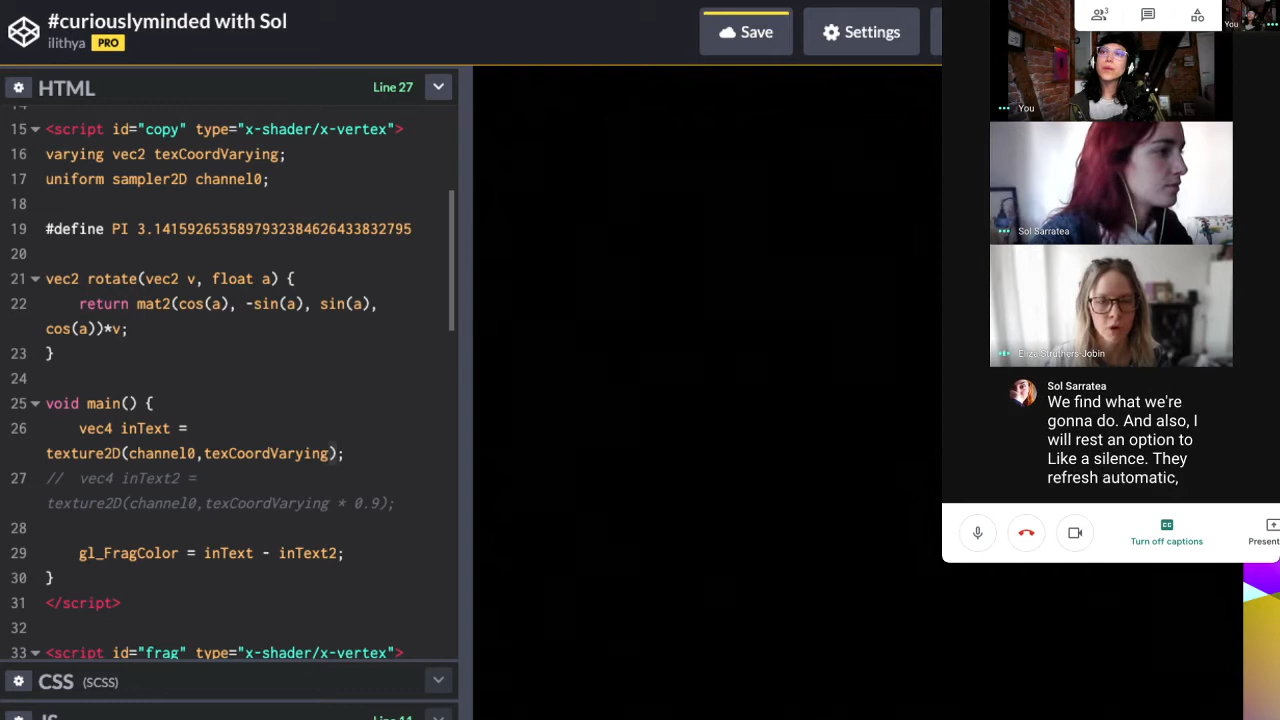 #curiouslyminded with Sol
ilithya PRO
Save
Settings
3
You
HTML
Line 27
15 <script id="copy" type="x-shader/x-vertex">
16 varying vec2 texCoordVarying;
17 uniform sampler2D channel0;
18
19 #define PI 3.1415926535897932384626433832795
20
21 vec2 rotate(vec2 v, float a) {
22 return mat2(cos(a), -sin(a), sin(a),
cos(a))*v;
23 }
24
25 void main() {
26 vec4 inText =
texture2D(channel0,texCoordVarying);
27 // vec4 inText2 =
texture2D(channel0,texCoordVarying * 0.9);
28
29 gl_FragColor = inText - inText2;
30 }
31 </script>
32
33 <script id="frag" type="x-shader/x-vertex">
CSS (SCSS)
You
Sol Sarratea
Eliza Struthers-Jobin
Sol Sarratea
We find what we're
gonna do. And also, I
will rest an option to
Like a silence. They
refresh automatic,
Turn off captions
Present